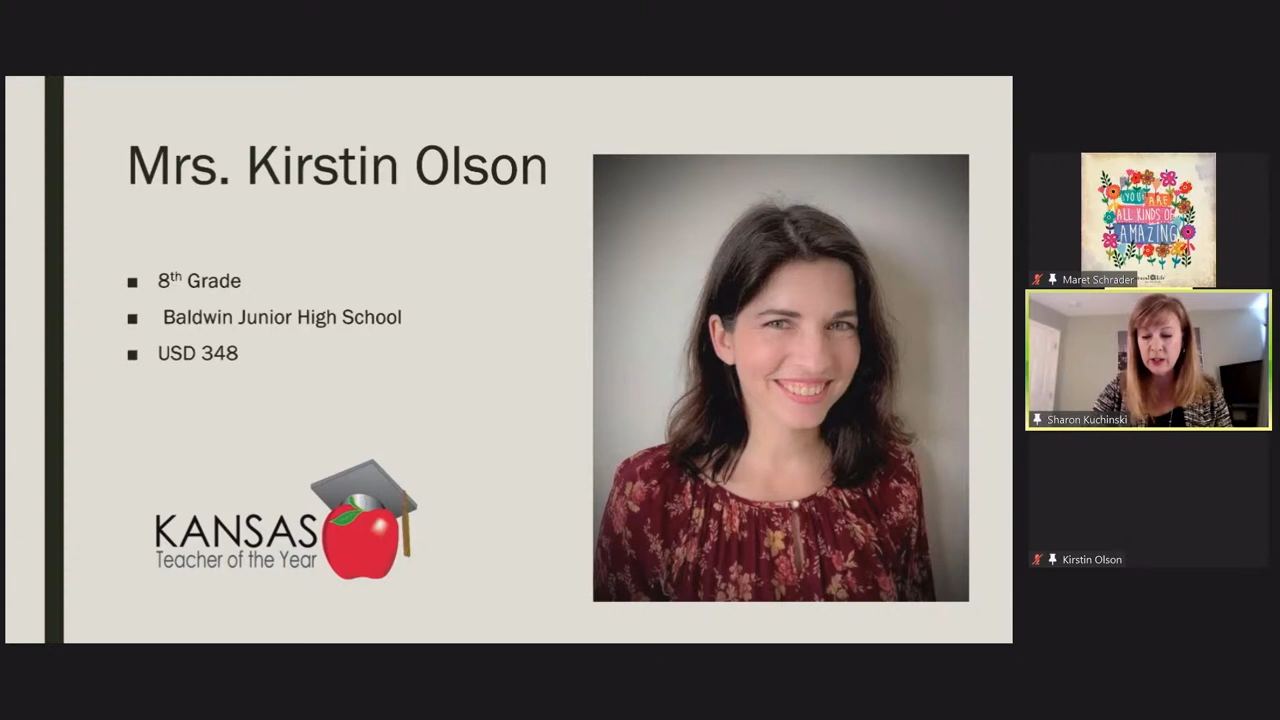 Mrs. Kirstin Olson
■ 8th Grade
■ Baldwin Junior High School
■ USD 348
KANSAS
Teacher of the Year
YOU ARE
ALL KINDS OF
AMAZING
Maret Schrader
Sharon Kuchinski
Kirstin Olson